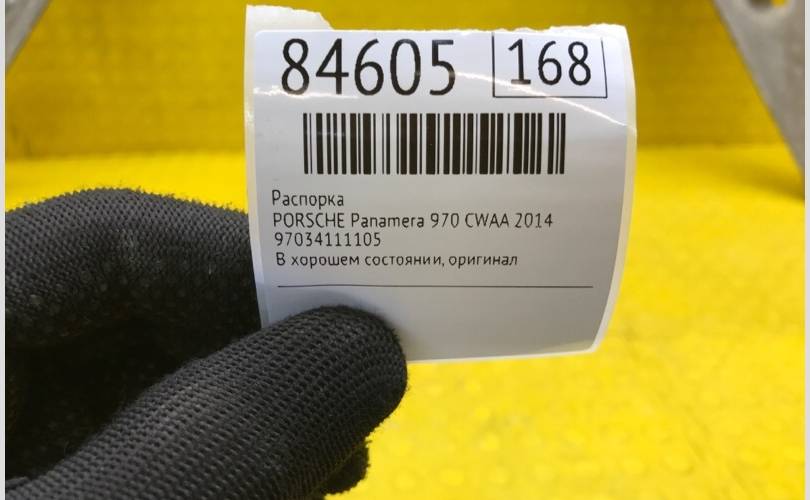 84605 168
Распорка
PORSCHE Panamera 970 CWAA 2014
97034111105
В хорошем состоянии, оригинал